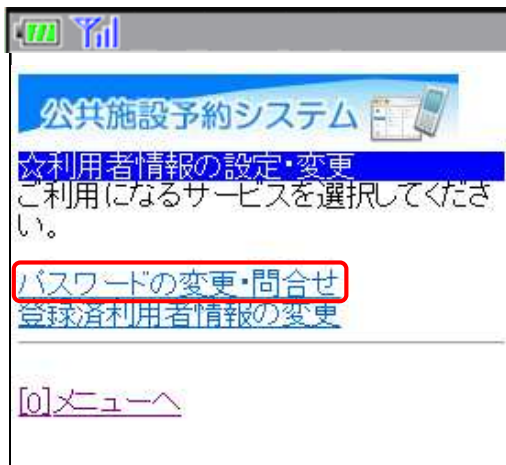 公共施設予約システム
☆利用者情報の設定・変更
ご利用になるサービスを選択してくださ
い。
パスワードの変更・問合せ
登録済利用者情報の変更
[0]メニューへ